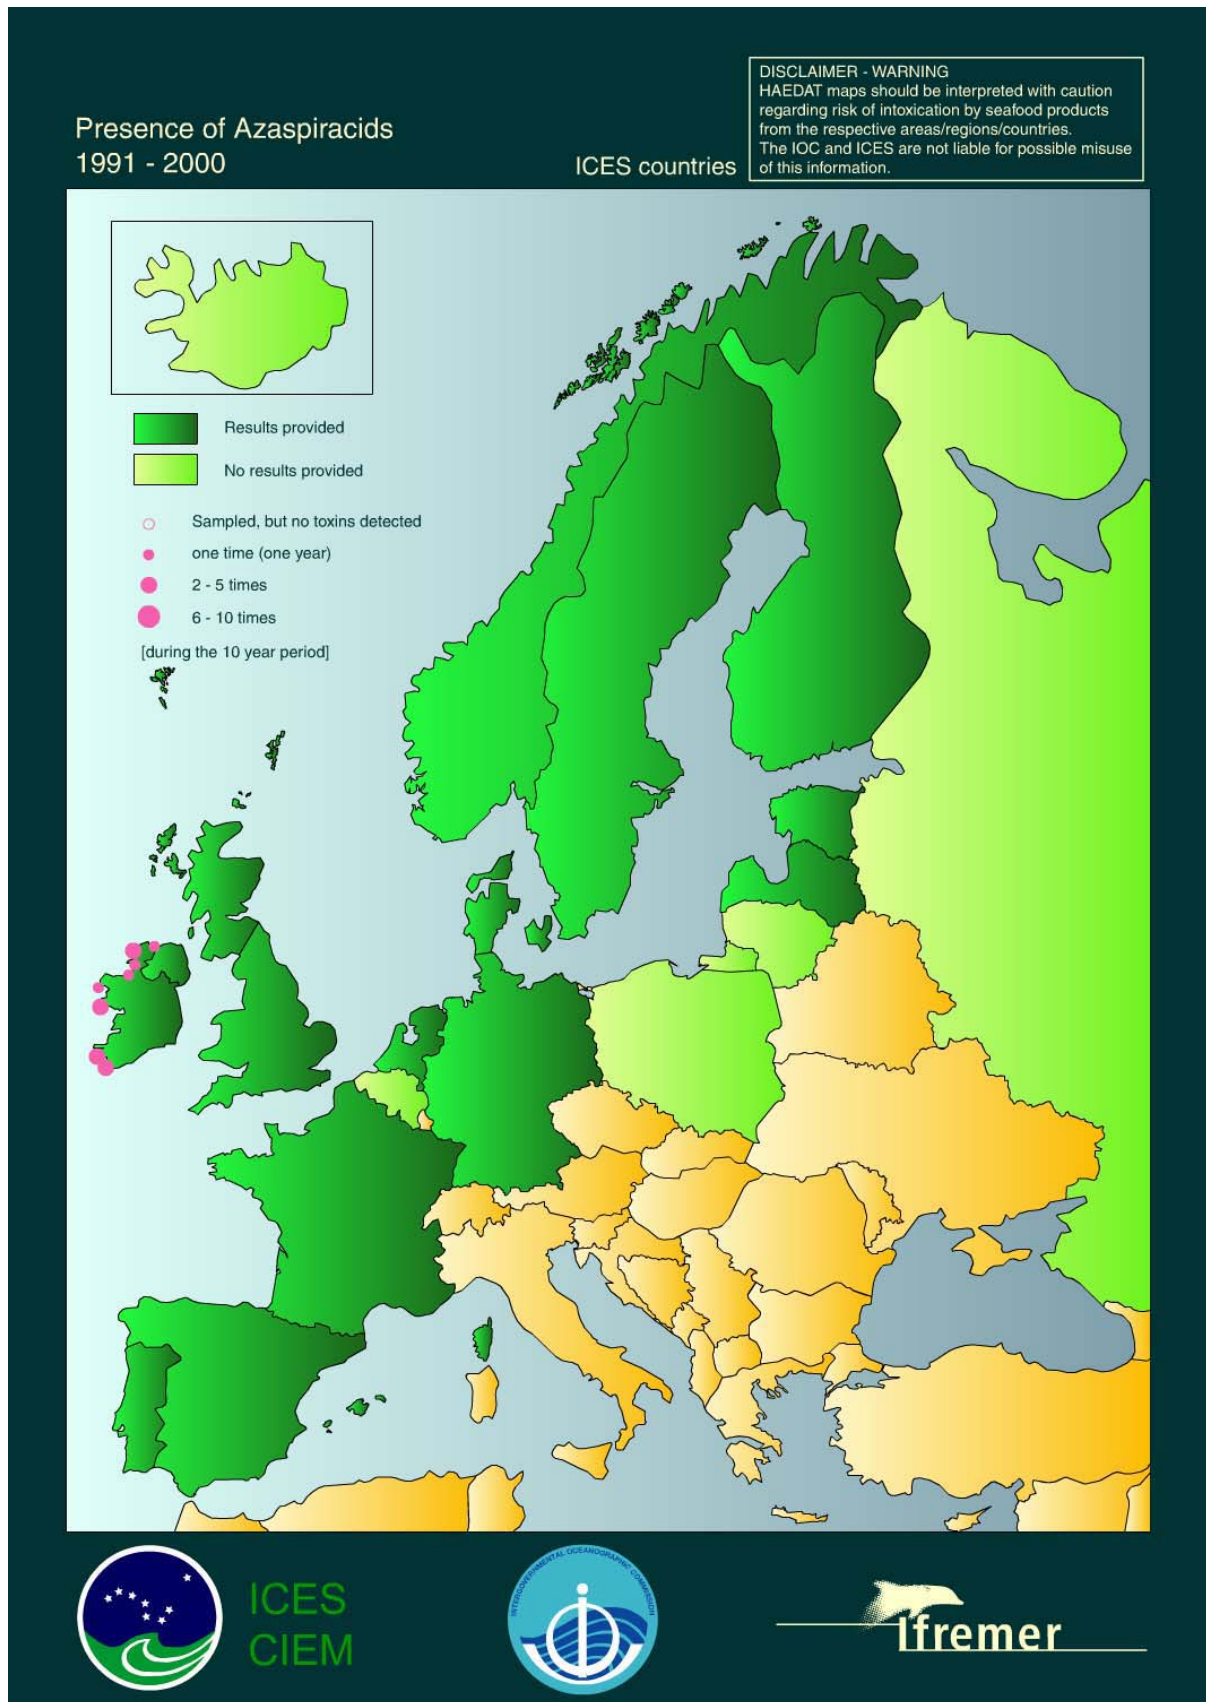 DISCLAIMER - WARNING
HAEDAT maps should be interpreted with caution
regarding risk of intoxication by seafood products
from the respective areas/regions/countries.
The IOC and ICES are not liable for possible misuse
of this information.
Presence of Azaspiracids
1991 - 2000
ICES countries
Results provided
No results provided
Sampled, but no toxins detected
one time (one year)
2 - 5 times
6 - 10 times
[during the 10 year period]
ICES
CIEM
INTERGOVERNMENTAL OCEANOGRAPHIC COMMISSION
Ifremer